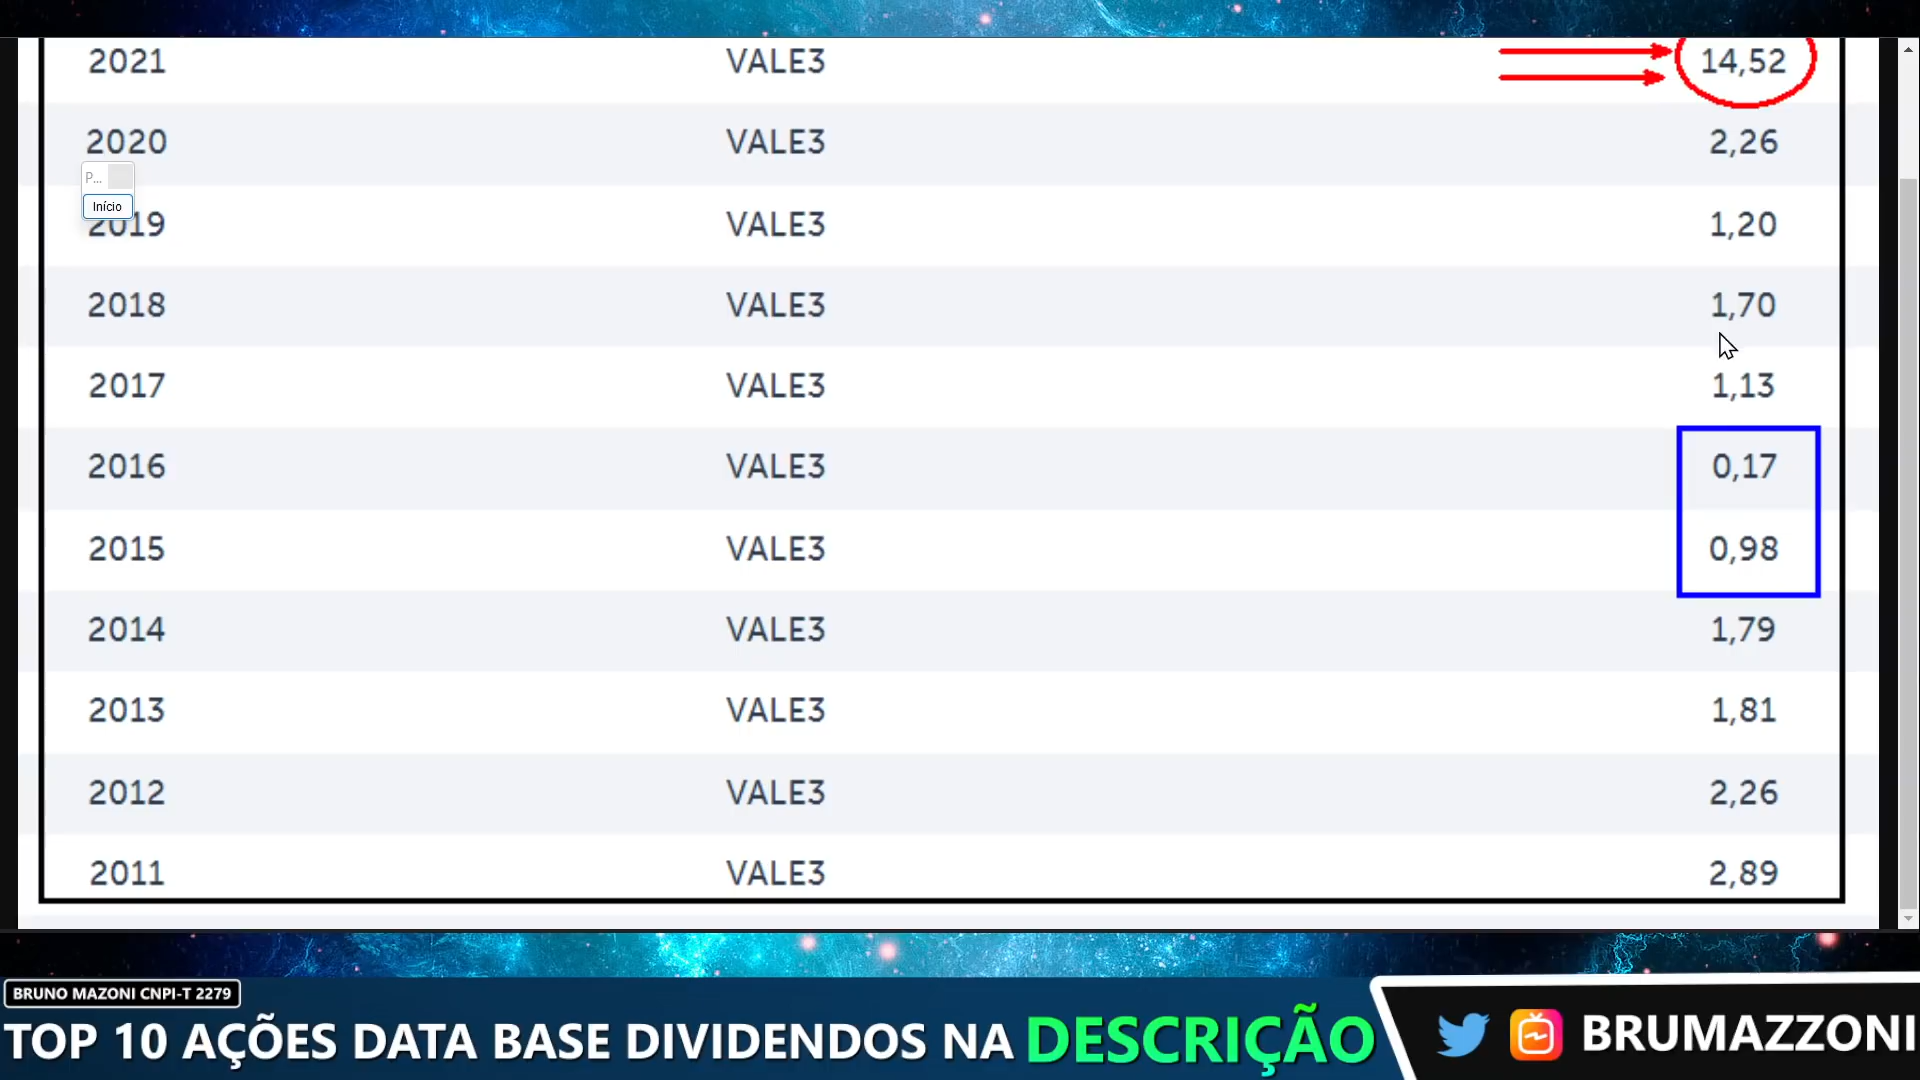 2021 VALE3 14,52
2020 VALE3 2,26
P...
Início
2019 VALE3 1,20
2018 VALE3 1,70
2017 VALE3 1,13
2016 VALE3 0,17
2015 VALE3 0,98
2014 VALE3 1,79
2013 VALE3 1,81
2012 VALE3 2,26
2011 VALE3 2,89
BRUNO MAZONI CNPI-T 2279
TOP 10 AÇÕES DATA BASE DIVIDENDOS NA DESCRIÇÃO
BRUMAZZONI